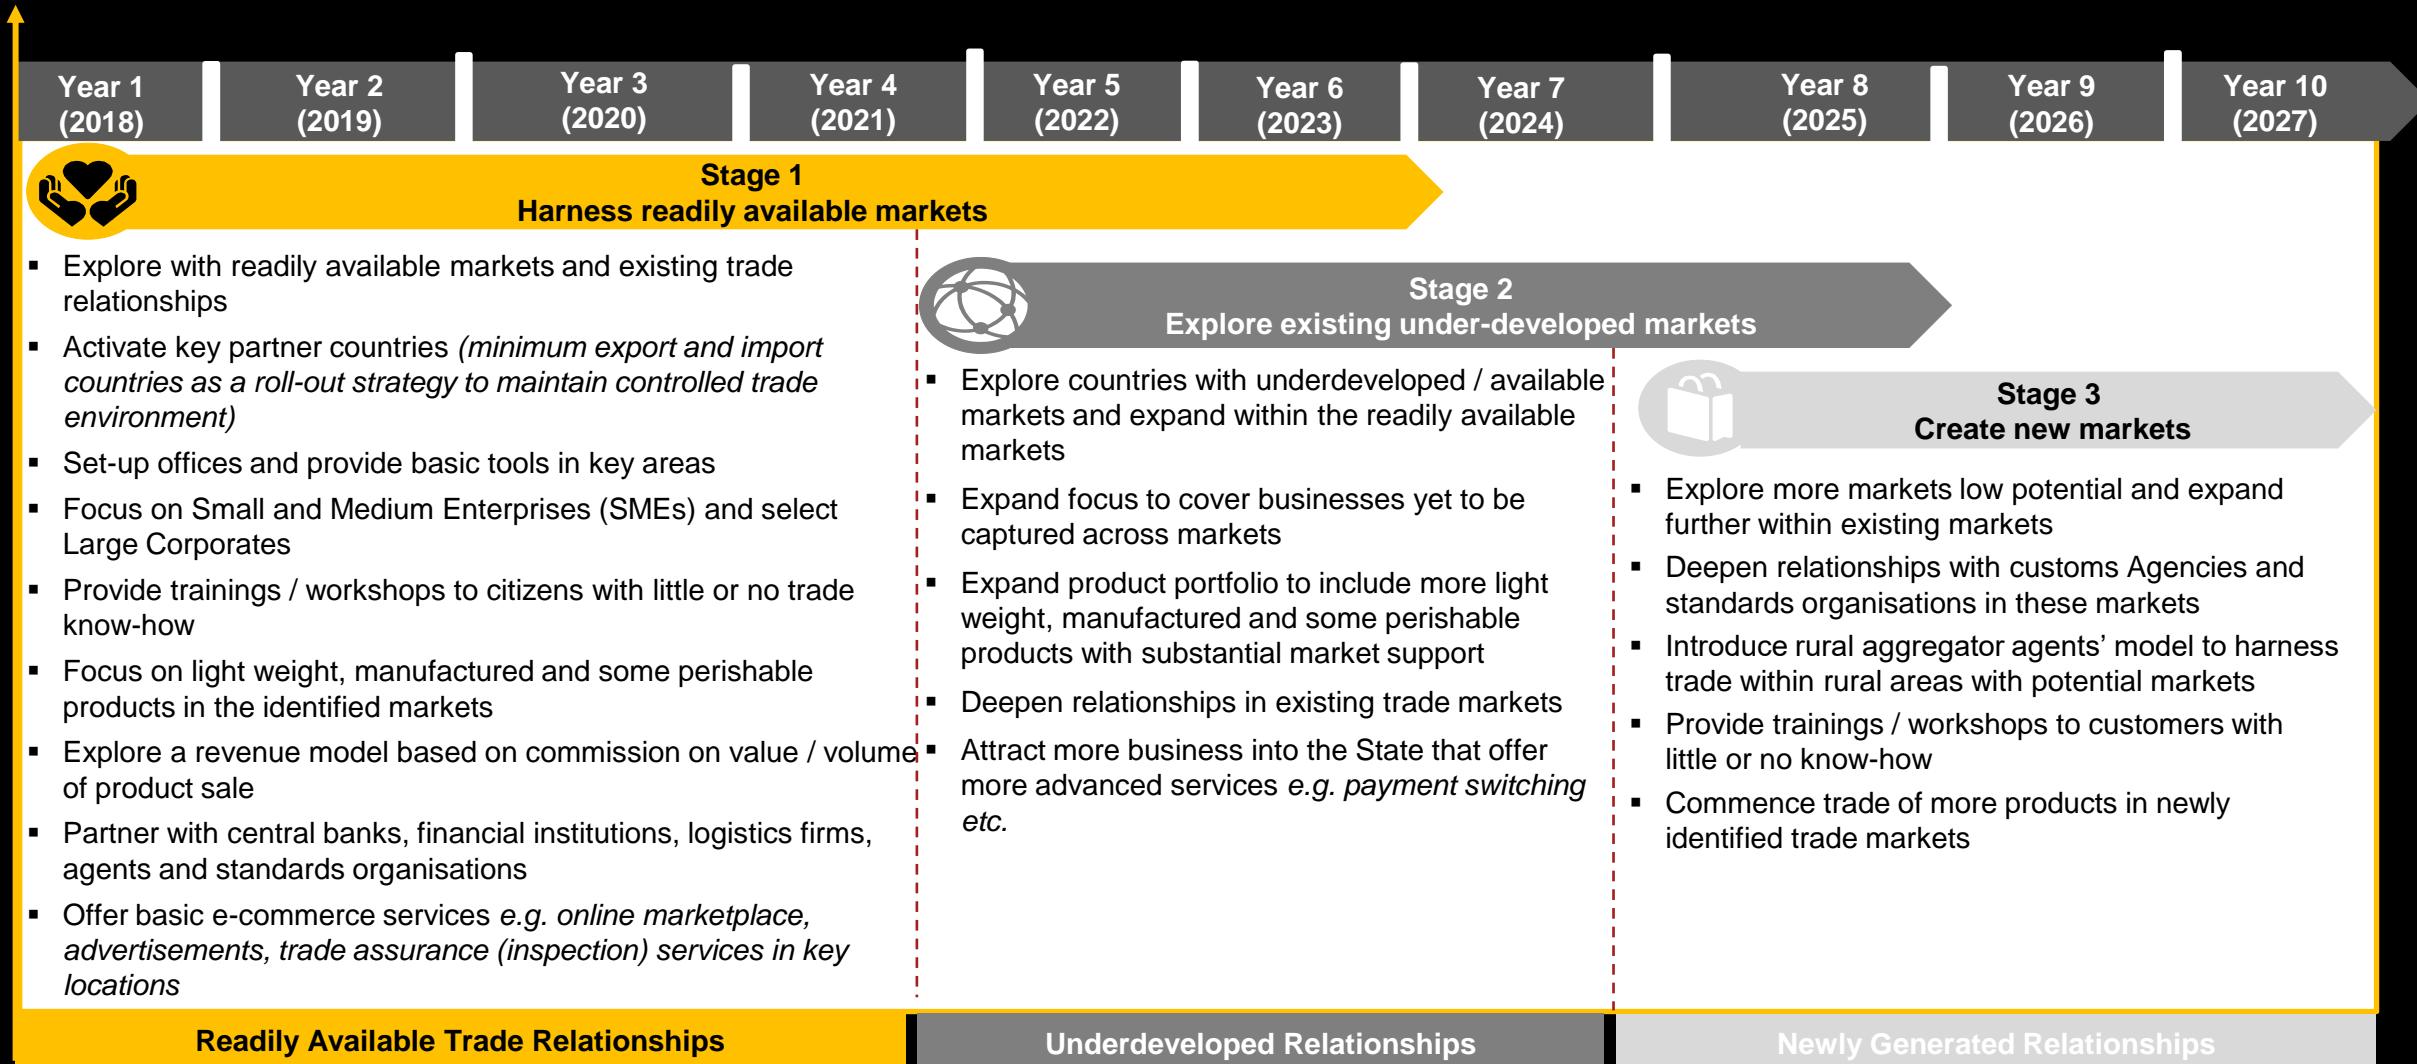 Year 1
(2018)
Year 2
(2019)
Year 3
(2020)
Year 4
(2021)
Year 5
(2022)
Year 6
(2023)
Year 7
(2024)
Year 8
(2025)
Year 9
(2026)
Year 10
(2027)
Stage 1
Harness readily available markets
▪ Explore with readily available markets and existing trade
relationships
▪ Activate key partner countries (minimum export and import
countries as a roll-out strategy to maintain controlled trade
environment)
▪ Set-up offices and provide basic tools in key areas
▪ Focus on Small and Medium Enterprises (SMEs) and select
Large Corporates
▪ Provide trainings / workshops to citizens with little or no trade
know-how
▪ Focus on light weight, manufactured and some perishable
products in the identified markets
▪ Explore a revenue model based on commission on value / volume
of product sale
▪ Partner with central banks, financial institutions, logistics firms,
agents and standards organisations
▪ Offer basic e-commerce services e.g. online marketplace,
advertisements, trade assurance (inspection) services in key
locations
Stage 2
Explore existing under-developed markets
▪ Explore countries with underdeveloped / available
markets and expand within the readily available
markets
▪ Expand focus to cover businesses yet to be
captured across markets
▪ Expand product portfolio to include more light
weight, manufactured and some perishable
products with substantial market support
▪ Deepen relationships in existing trade markets
▪ Attract more business into the State that offer
more advanced services e.g. payment switching
etc.
Stage 3
Create new markets
▪ Explore more markets low potential and expand
further within existing markets
▪ Deepen relationships with customs Agencies and
standards organisations in these markets
▪ Introduce rural aggregator agents’ model to harness
trade within rural areas with potential markets
▪ Provide trainings / workshops to customers with
little or no know-how
▪ Commence trade of more products in newly
identified trade markets
Readily Available Trade Relationships
Underdeveloped Relationships
Newly Generated Relationships